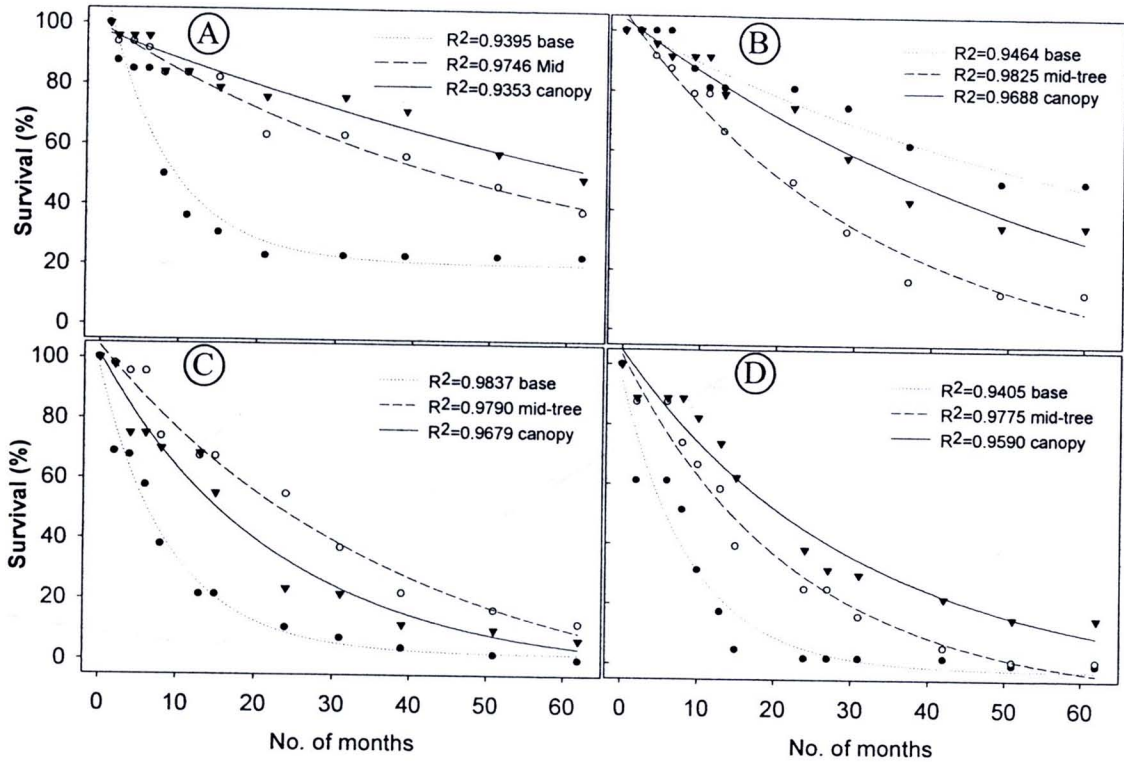 A
B
100
80
60
40
20
0
Survival (%)
R2=0.9395 base
R2=0.9746 Mid
R2=0.9353 canopy
R2=0.9464 base
R2=0.9825 mid-tree
R2=0.9688 canopy
C
D
100
80
60
40
20
0
Survival (%)
R2=0.9837 base
R2=0.9790 mid-tree
R2=0.9679 canopy
R2=0.9405 base
R2=0.9775 mid-tree
R2=0.9590 canopy
0 10 20 30 40 50 60
0 10 20 30 40 50 60
No. of months
No. of months